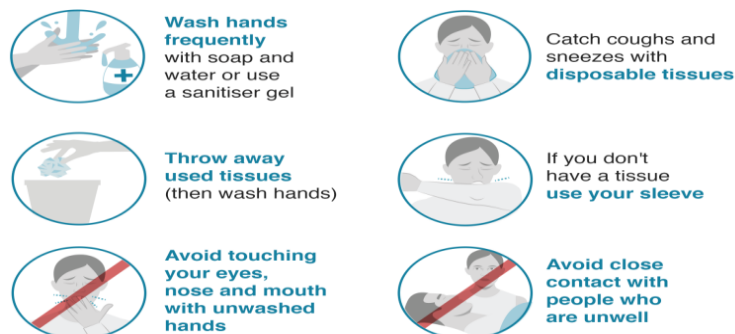 Wash hands
frequently
with soap and
water or use
a sanitiser gel
Catch coughs and
sneezes with
disposable tissues
Throw away
used tissues
(then wash hands)
If you don't
have a tissue
use your sleeve
Avoid touching
your eyes,
nose and mouth
with unwashed
hands
Avoid close
contact with
people who
are unwell